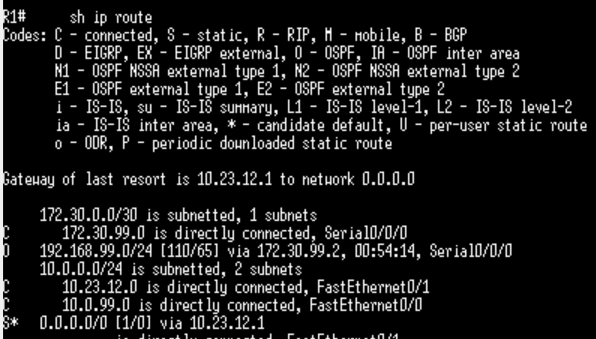 R1#     sh ip route
Codes: C - connected, S - static, R - RIP, M - mobile, B - BGP
D - EIGRP, EX - EIGRP external, O - OSPF, IA - OSPF inter area
N1 - OSPF NSSA external type 1, N2 - OSPF NSSA external type 2
E1 - OSPF external type 1, E2 - OSPF external type 2
i - IS-IS, su - IS-IS summary, L1 - IS-IS level-1, L2 - IS-IS level-2
ia - IS-IS inter area, * - candidate default, U - per-user static route
o - ODR, P - periodic downloaded static route
Gateway of last resort is 10.23.12.1 to network 0.0.0.0
172.30.0.0/30 is subnetted, 1 subnets
C 172.30.99.0 is directly connected, Serial0/0/0
O 192.168.99.0/24 [110/65] via 172.30.99.2, 00:54:14, Serial0/0/0
10.0.0.0/24 is subnetted, 2 subnets
C 10.23.12.0 is directly connected, FastEthernet0/1
C 10.0.99.0 is directly connected, FastEthernet0/0
S* 0.0.0.0/0 [1/0] via 10.23.12.1
is directly connected, FastEthernet0/1